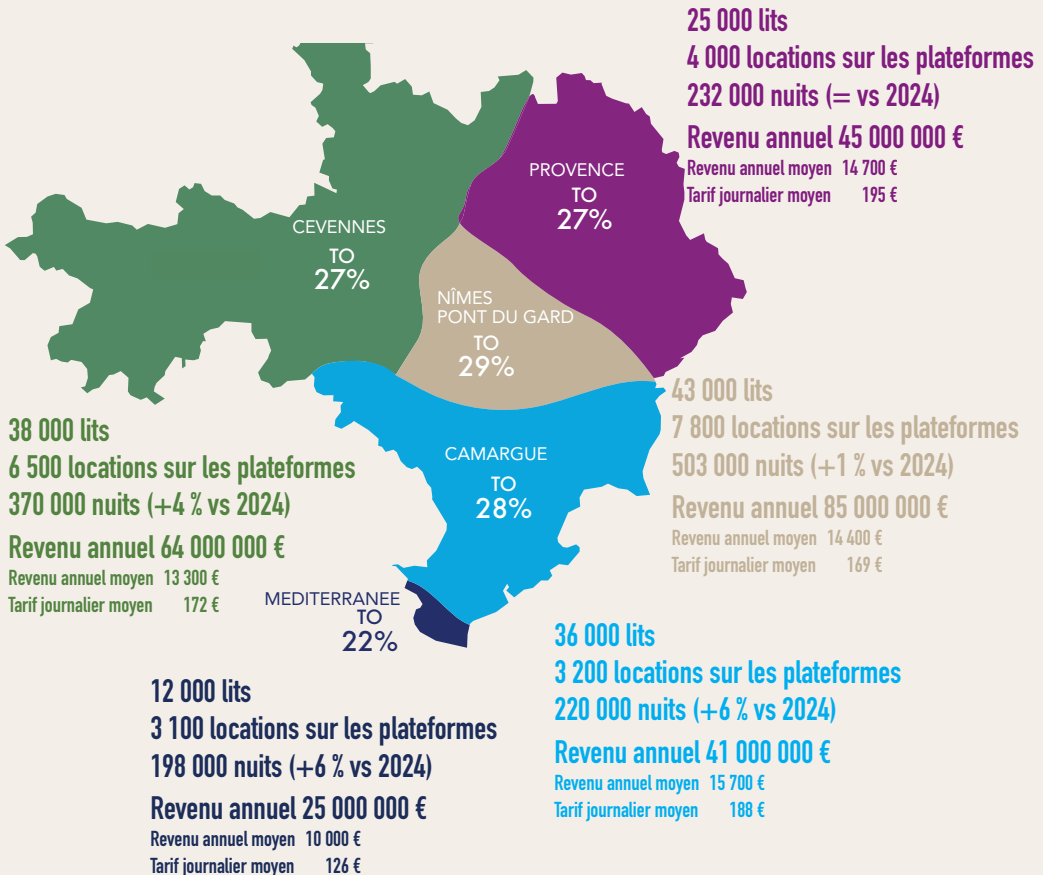 25 000 lits
4 000 locations sur les plateformes
232 000 nuits (= vs 2024)
Revenu annuel 45 000 000 €
Revenu annuel moyen 14 700 €
Tarif journalier moyen 195 €
PROVENCE
TO
27%
CEVENNES
TO
27%
NÎMES
PONT DU GARD
TO
29%
43 000 lits
7 800 locations sur les plateformes
503 000 nuits (+1 % vs 2024)
Revenu annuel 85 000 000 €
Revenu annuel moyen 14 400 €
Tarif journalier moyen 169 €
38 000 lits
6 500 locations sur les plateformes
370 000 nuits (+4 % vs 2024)
Revenu annuel 64 000 000 €
Revenu annuel moyen 13 300 €
Tarif journalier moyen 172 €
CAMARGUE
TO
28%
MEDITERRANEE
TO
22%
36 000 lits
3 200 locations sur les plateformes
220 000 nuits (+6 % vs 2024)
Revenu annuel 41 000 000 €
Revenu annuel moyen 15 700 €
Tarif journalier moyen 188 €
12 000 lits
3 100 locations sur les plateformes
198 000 nuits (+6 % vs 2024)
Revenu annuel 25 000 000 €
Revenu annuel moyen 10 000 €
Tarif journalier moyen 126 €